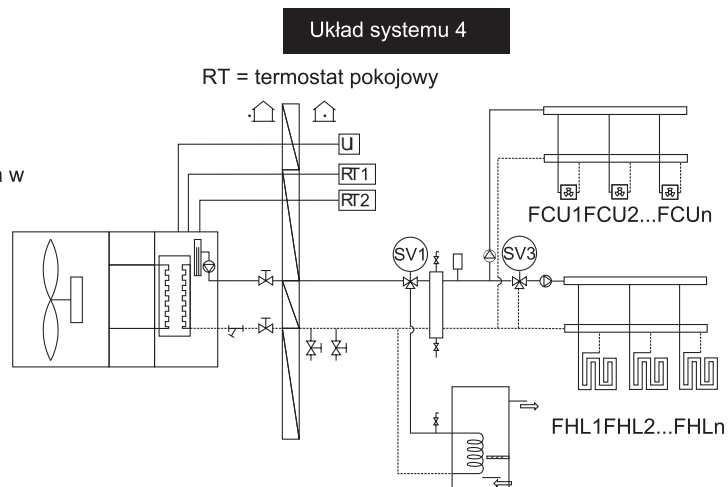 Układ systemu 4
RT = termostat pokojowy
w
U
RT1
RT2
FCU1FCU2...FCUn
SV1
SV3
FHL1FHL2...FHLn